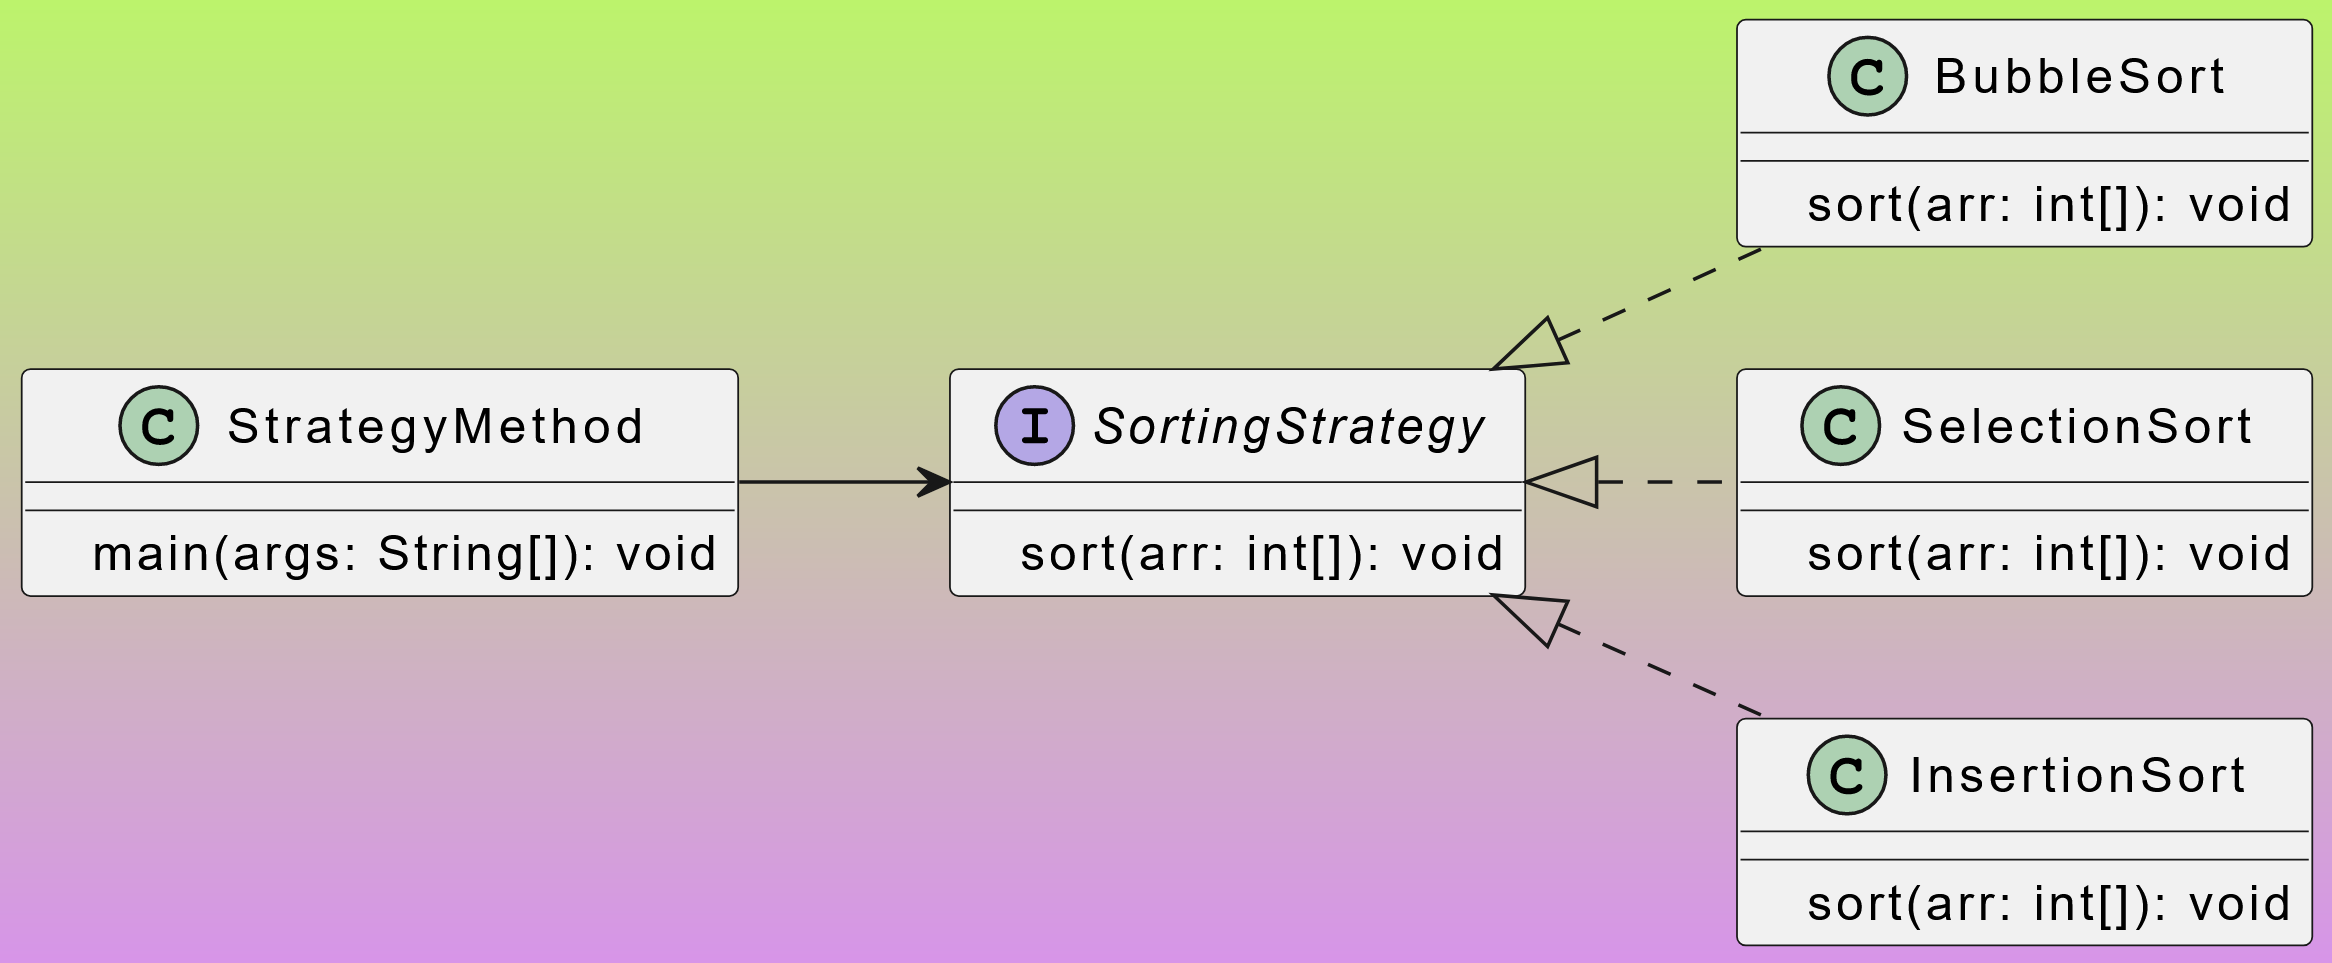 C BubbleSort
sort(arr: int[]): void
C StrategyMethod
main(args: String[]): void
I SortingStrategy
sort(arr: int[]): void
C SelectionSort
sort(arr: int[]): void
C InsertionSort
sort(arr: int[]): void